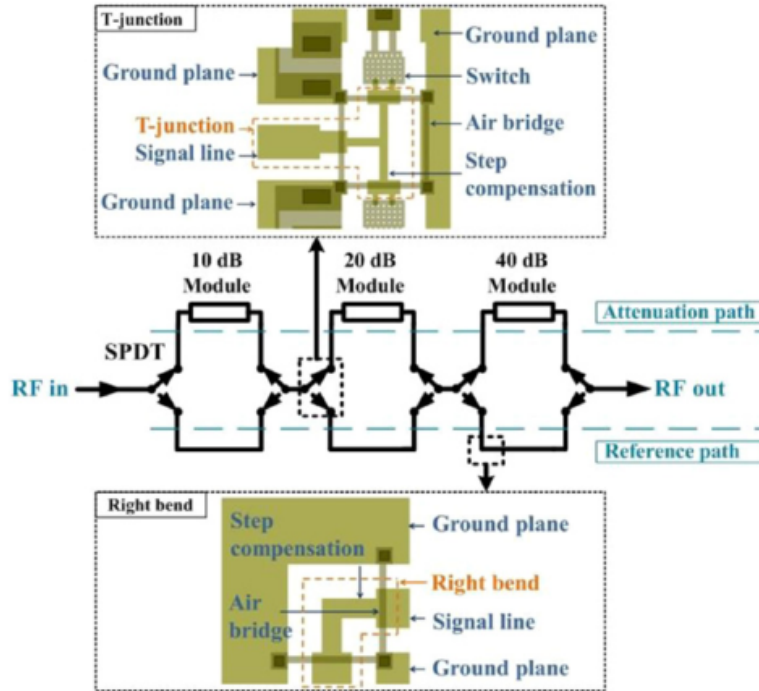 T-junction
Ground plane
Ground plane
Switch
T-junction
Air bridge
Signal line
Step
compensation
Ground plane
10 dB
Module
20 dB
Module
40 dB
Module
Attenuation path
SPDT
RF in
RF out
Reference path
Right bend
Step
compensation
Ground plane
Right bend
Air
bridge
Signal line
Ground plane